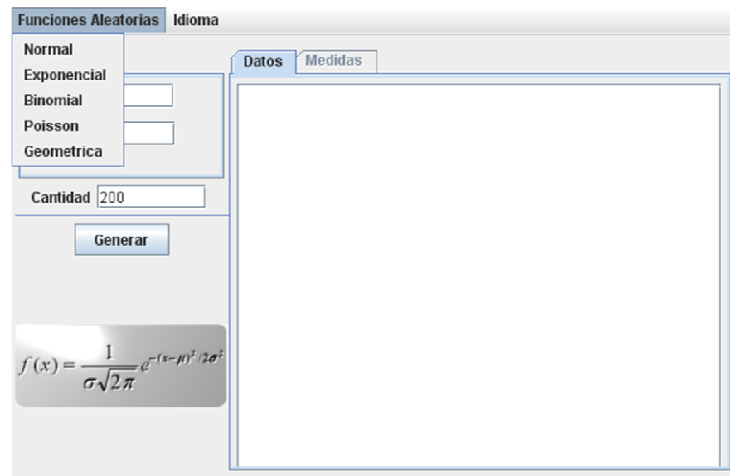 Funciones Aleatorias Idioma
Normal
Exponencial
Binomial
Poisson
Geometrica
Datos Medidas
Cantidad 200
Generar
f(x) = 1/(σ√2π) e^-(x-μ)²/2σ²